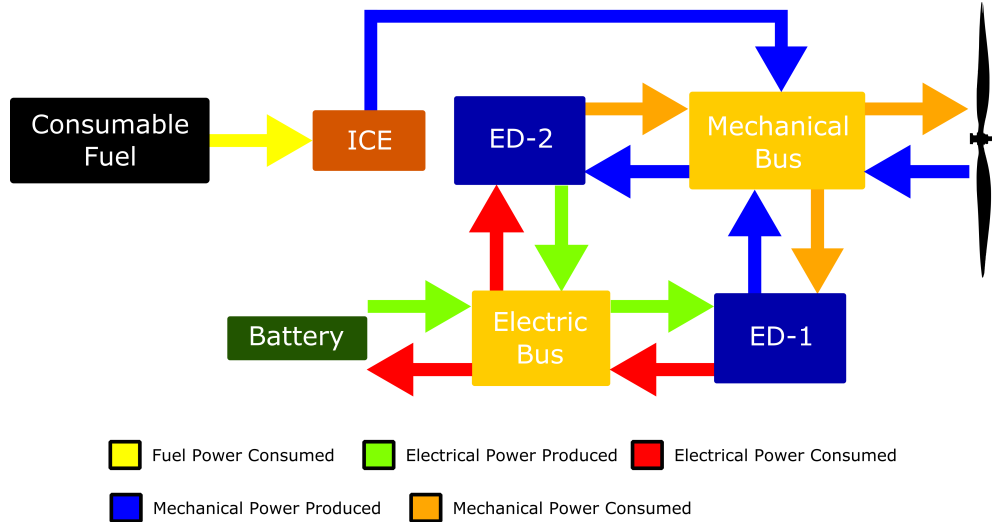 Consumable
Fuel
ICE
ED-2
Mechanical
Bus
Battery
Electric
Bus
ED-1
Fuel Power Consumed
Electrical Power Produced
Electrical Power Consumed
Mechanical Power Produced
Mechanical Power Consumed